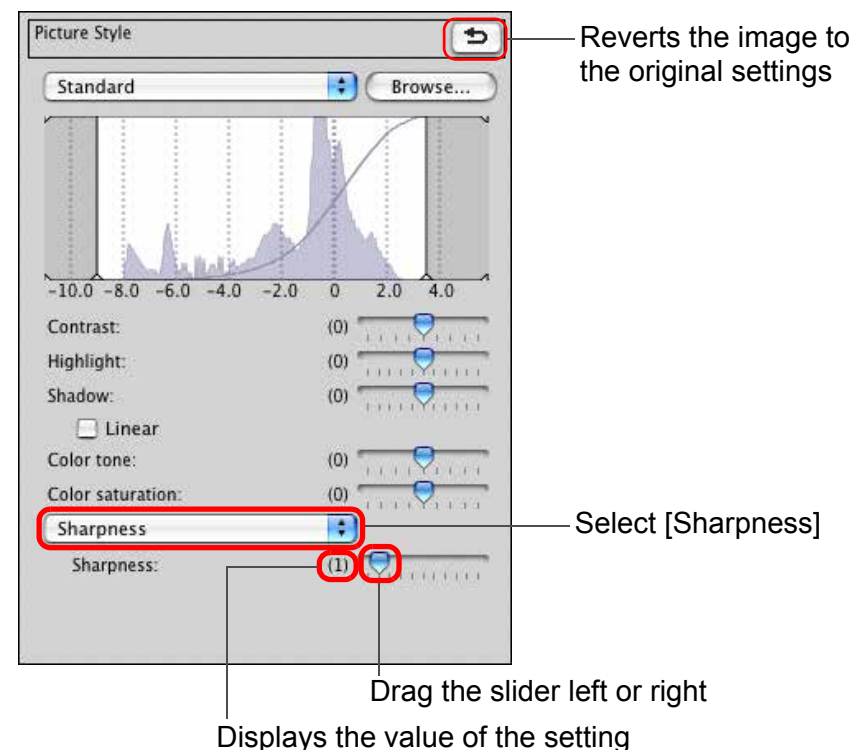 Picture Style
Reverts the image to
the original settings
Standard
Browse...
-10.0 -8.0 -6.0 -4.0 -2.0 0 2.0 4.0
Contrast: (0)
Highlight: (0)
Shadow: (0)
Linear
Color tone: (0)
Color saturation: (0)
Sharpness
Select [Sharpness]
Sharpness: (1)
Drag the slider left or right
Displays the value of the setting